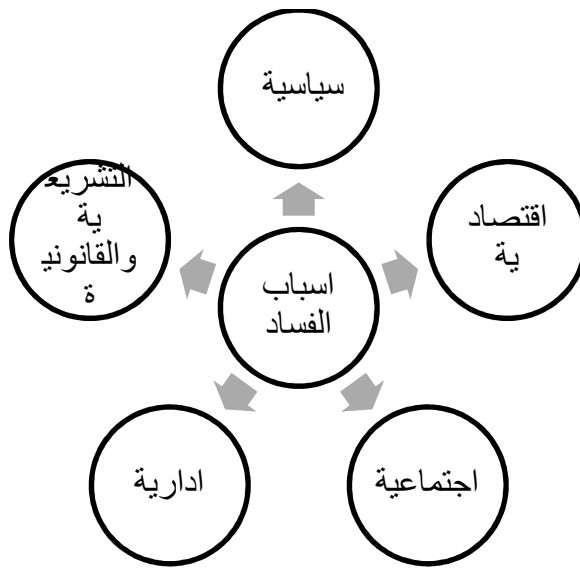 سياسية
اقتصاد
ية
اجتماعية
ادارية
التشريع
ية
والقانوني
ة
اسباب
الفساد